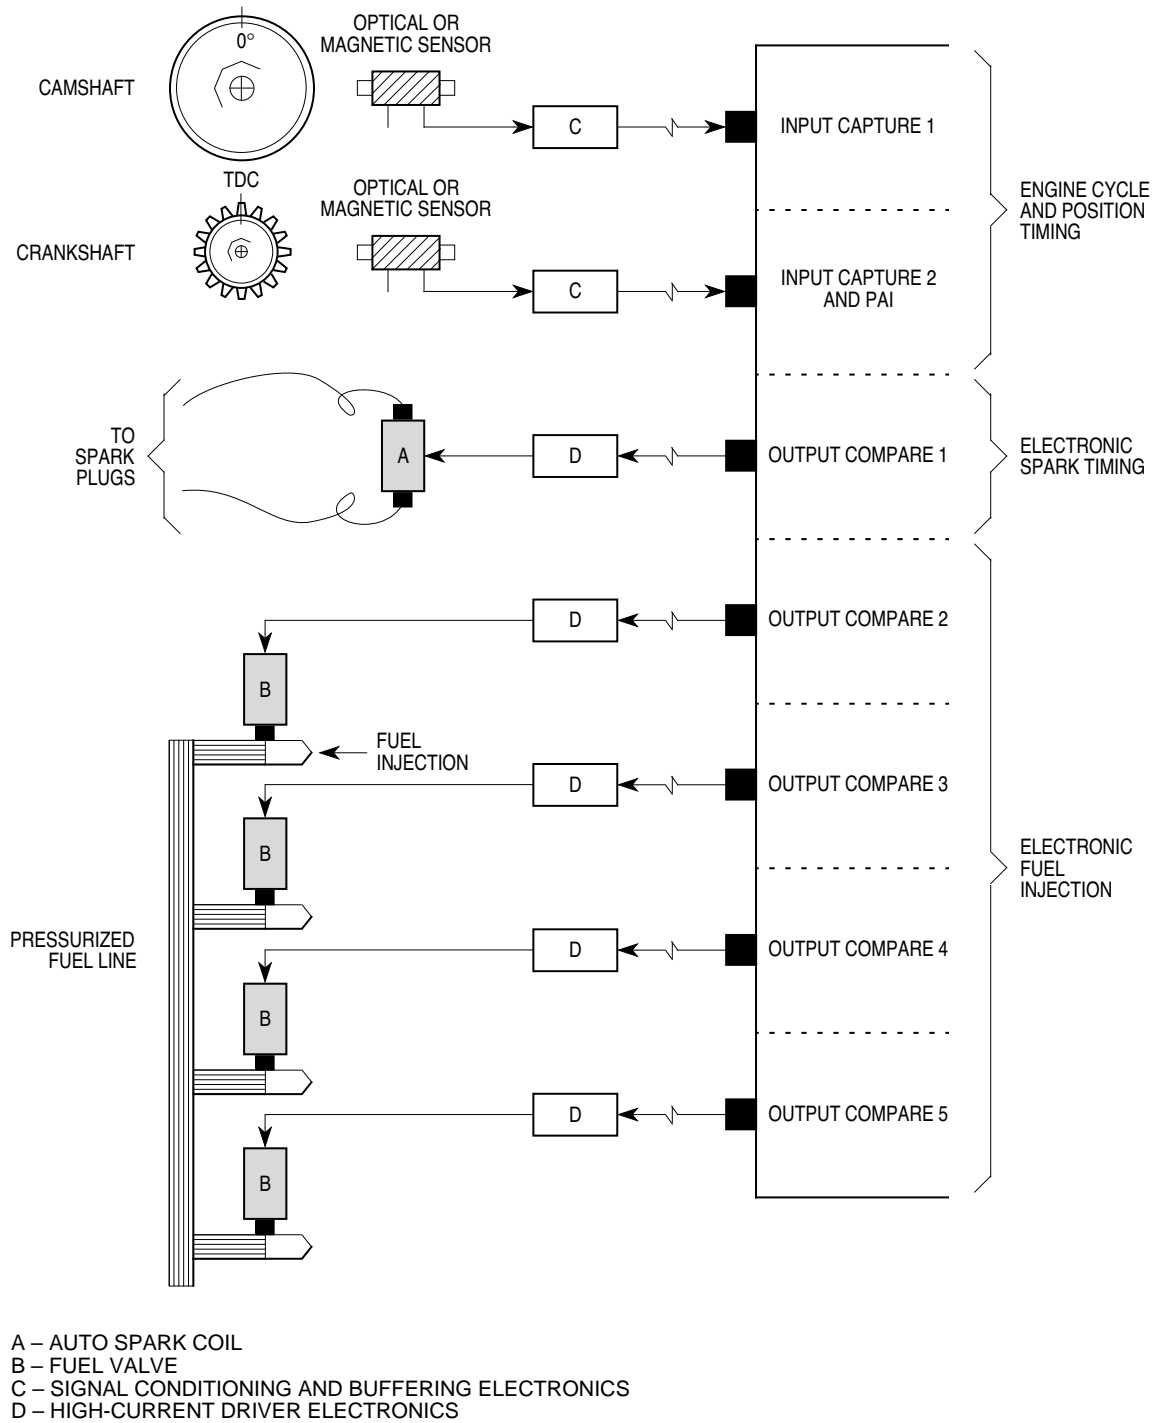 OPTICAL OR
MAGNETIC SENSOR
0°
CAMSHAFT
C
INPUT CAPTURE 1
TDC
OPTICAL OR
MAGNETIC SENSOR
ENGINE CYCLE
AND POSITION
TIMING
CRANKSHAFT
C
INPUT CAPTURE 2
AND PAI
TO
SPARK
PLUGS
A
D
OUTPUT COMPARE 1
ELECTRONIC
SPARK TIMING
D
OUTPUT COMPARE 2
B
FUEL
INJECTION
D
OUTPUT COMPARE 3
B
ELECTRONIC
FUEL
INJECTION
PRESSURIZED
FUEL LINE
D
OUTPUT COMPARE 4
B
D
OUTPUT COMPARE 5
B
A – AUTO SPARK COIL
B – FUEL VALVE
C – SIGNAL CONDITIONING AND BUFFERING ELECTRONICS
D – HIGH-CURRENT DRIVER ELECTRONICS